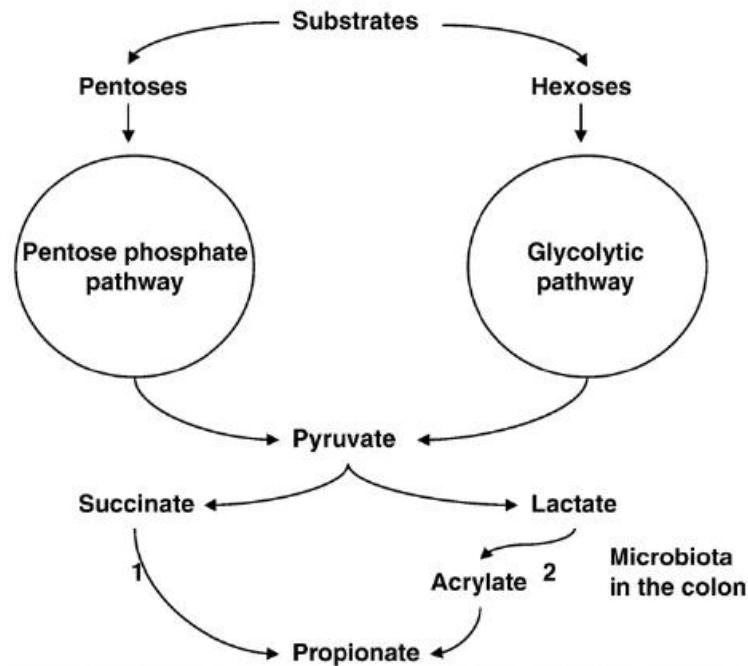 Substrates
Pentoses
Hexoses
Pentose phosphate
pathway
Glycolytic
pathway
Pyruvate
Succinate
Lactate
1
2
Microbiota
in the colon
Acrylate
Propionate